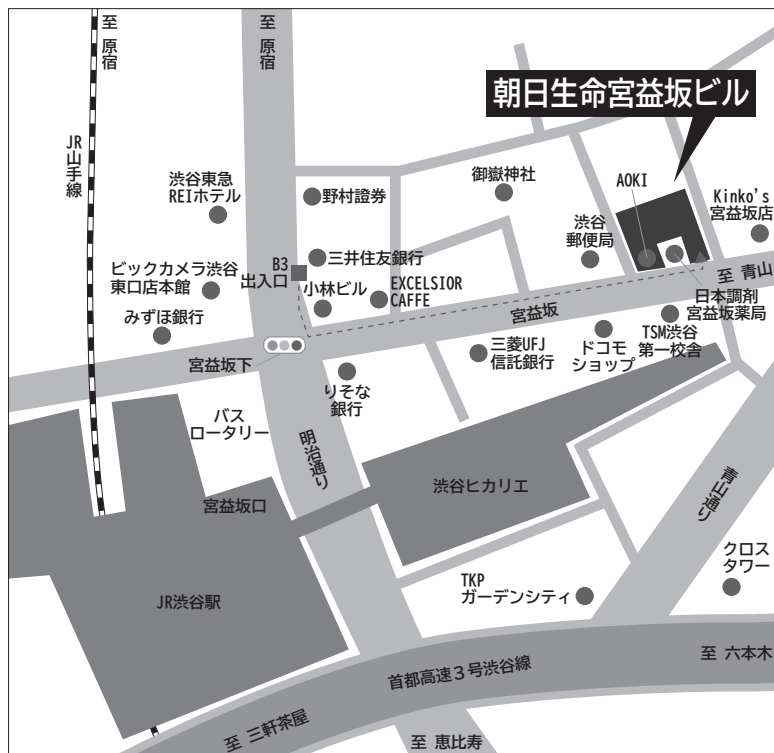 至 原宿
至 原宿
朝日生命宮益坂ビル
JR山手線
渋谷東急
REIホテル
野村證券
御嶽神社
AOKI
Kinko's
宮益坂店
渋谷
郵便局
B3
出入口
三井住友銀行
ビックカメラ渋谷
東口店本館
小林ビル
EXCELSIOR
CAFFE
至 青山
日本調剤
宮益坂薬局
宮益坂
みずほ銀行
宮益坂下
三菱UFJ
信託銀行
ドコモ
ショップ
TSM渋谷
第一校舎
りそな
銀行
バス
ロータリー
明治通り
渋谷ヒカリエ
青山通り
宮益坂口
クロス
タワー
JR渋谷駅
TKP
ガーデンシティ
首都高速3号渋谷線
至 六本木
至 三軒茶屋
至 恵比寿